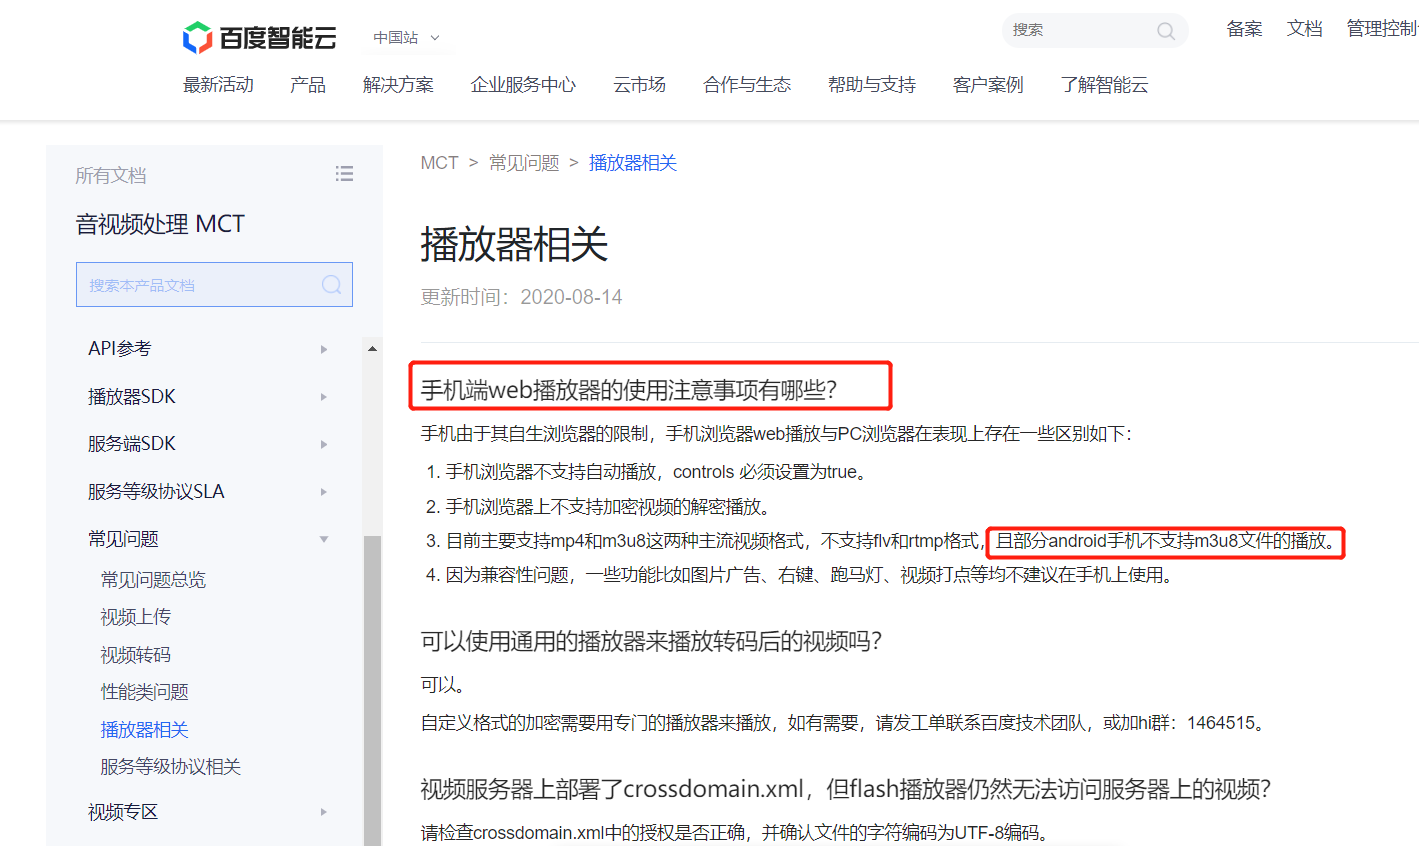 百度智能云
中国站
搜索
备案
文档
管理控制
最新活动
产品
解决方案
企业服务中心
云市场
合作与生态
帮助与支持
客户案例
了解智能云
所有文档
音视频处理 MCT
搜索本产品文档
API参考
播放器SDK
服务端SDK
服务等级协议SLA
常见问题
常见问题总览
视频上传
视频转码
性能类问题
播放器相关
服务等级协议相关
视频专区
MCT > 常见问题 > 播放器相关
播放器相关
更新时间：2020-08-14
手机端web播放器的使用注意事项有哪些？
手机由于其自生浏览器的限制，手机浏览器web播放与PC浏览器在表现上存在一些区别如下：
1. 手机浏览器不支持自动播放，controls 必须设置为true。
2. 手机浏览器上不支持加密视频的解密播放。
3. 目前主要支持mp4和m3u8这两种主流视频格式，不支持flv和rtmp格式，且部分android手机不支持m3u8文件的播放。
4. 因为兼容性问题，一些功能比如图片广告、右键、跑马灯、视频打点等均不建议在手机上使用。
可以使用通用的播放器来播放转码后的视频吗？
可以。
自定义格式的加密需要用专门的播放器来播放，如有需要，请发工单联系百度技术团队，或加hi群：1464515。
视频服务器上部署了crossdomain.xml，但flash播放器仍然无法访问服务器上的视频？
请检查crossdomain.xml中的授权是否正确，并确认文件的字符编码为UTF-8编码。